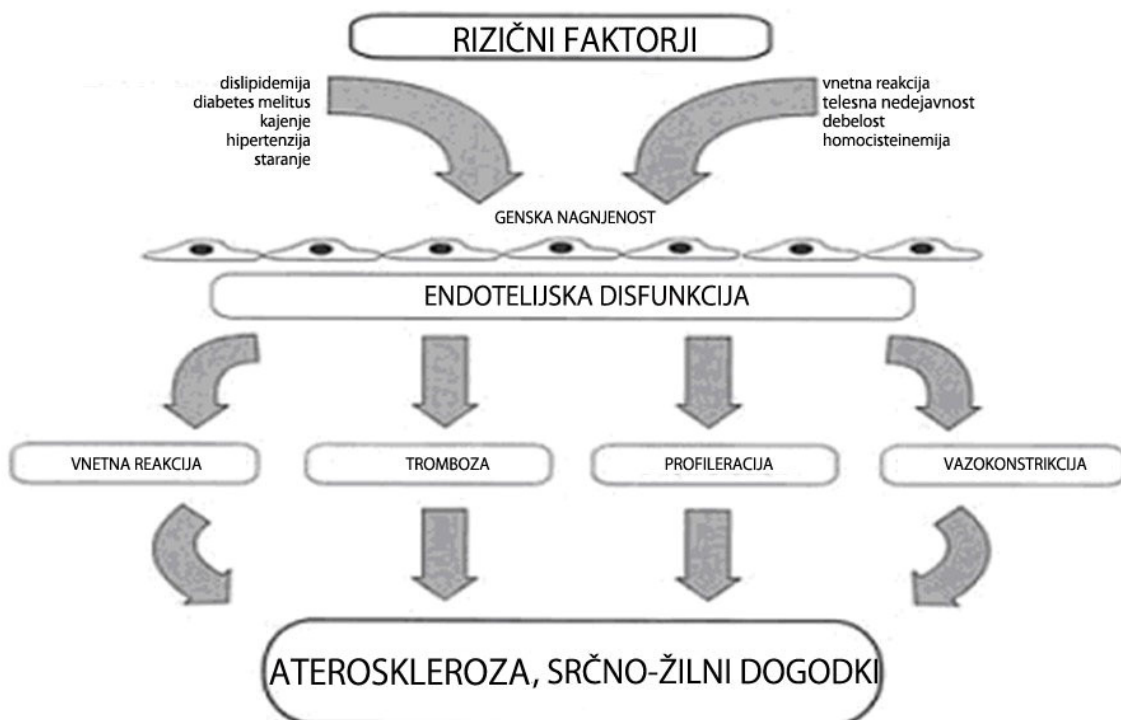 RIZIČNI FAKTORJI
dislipidemija
diabetes melitus
kajenje
hipertenzija
staranje
vnetna reakcija
telesna nedejavnost
debelost
homocisteinemija
GENSKA NAGNJENOST
ENDOTELIJSKA DISFUNKCIJA
VNETNA REAKCIJA
TROMBOZA
PROFILERACIJA
VAZOKONSTRIKCIJA
ATEROSKLEROZA, SRČNO-ŽILNI DOGODKI